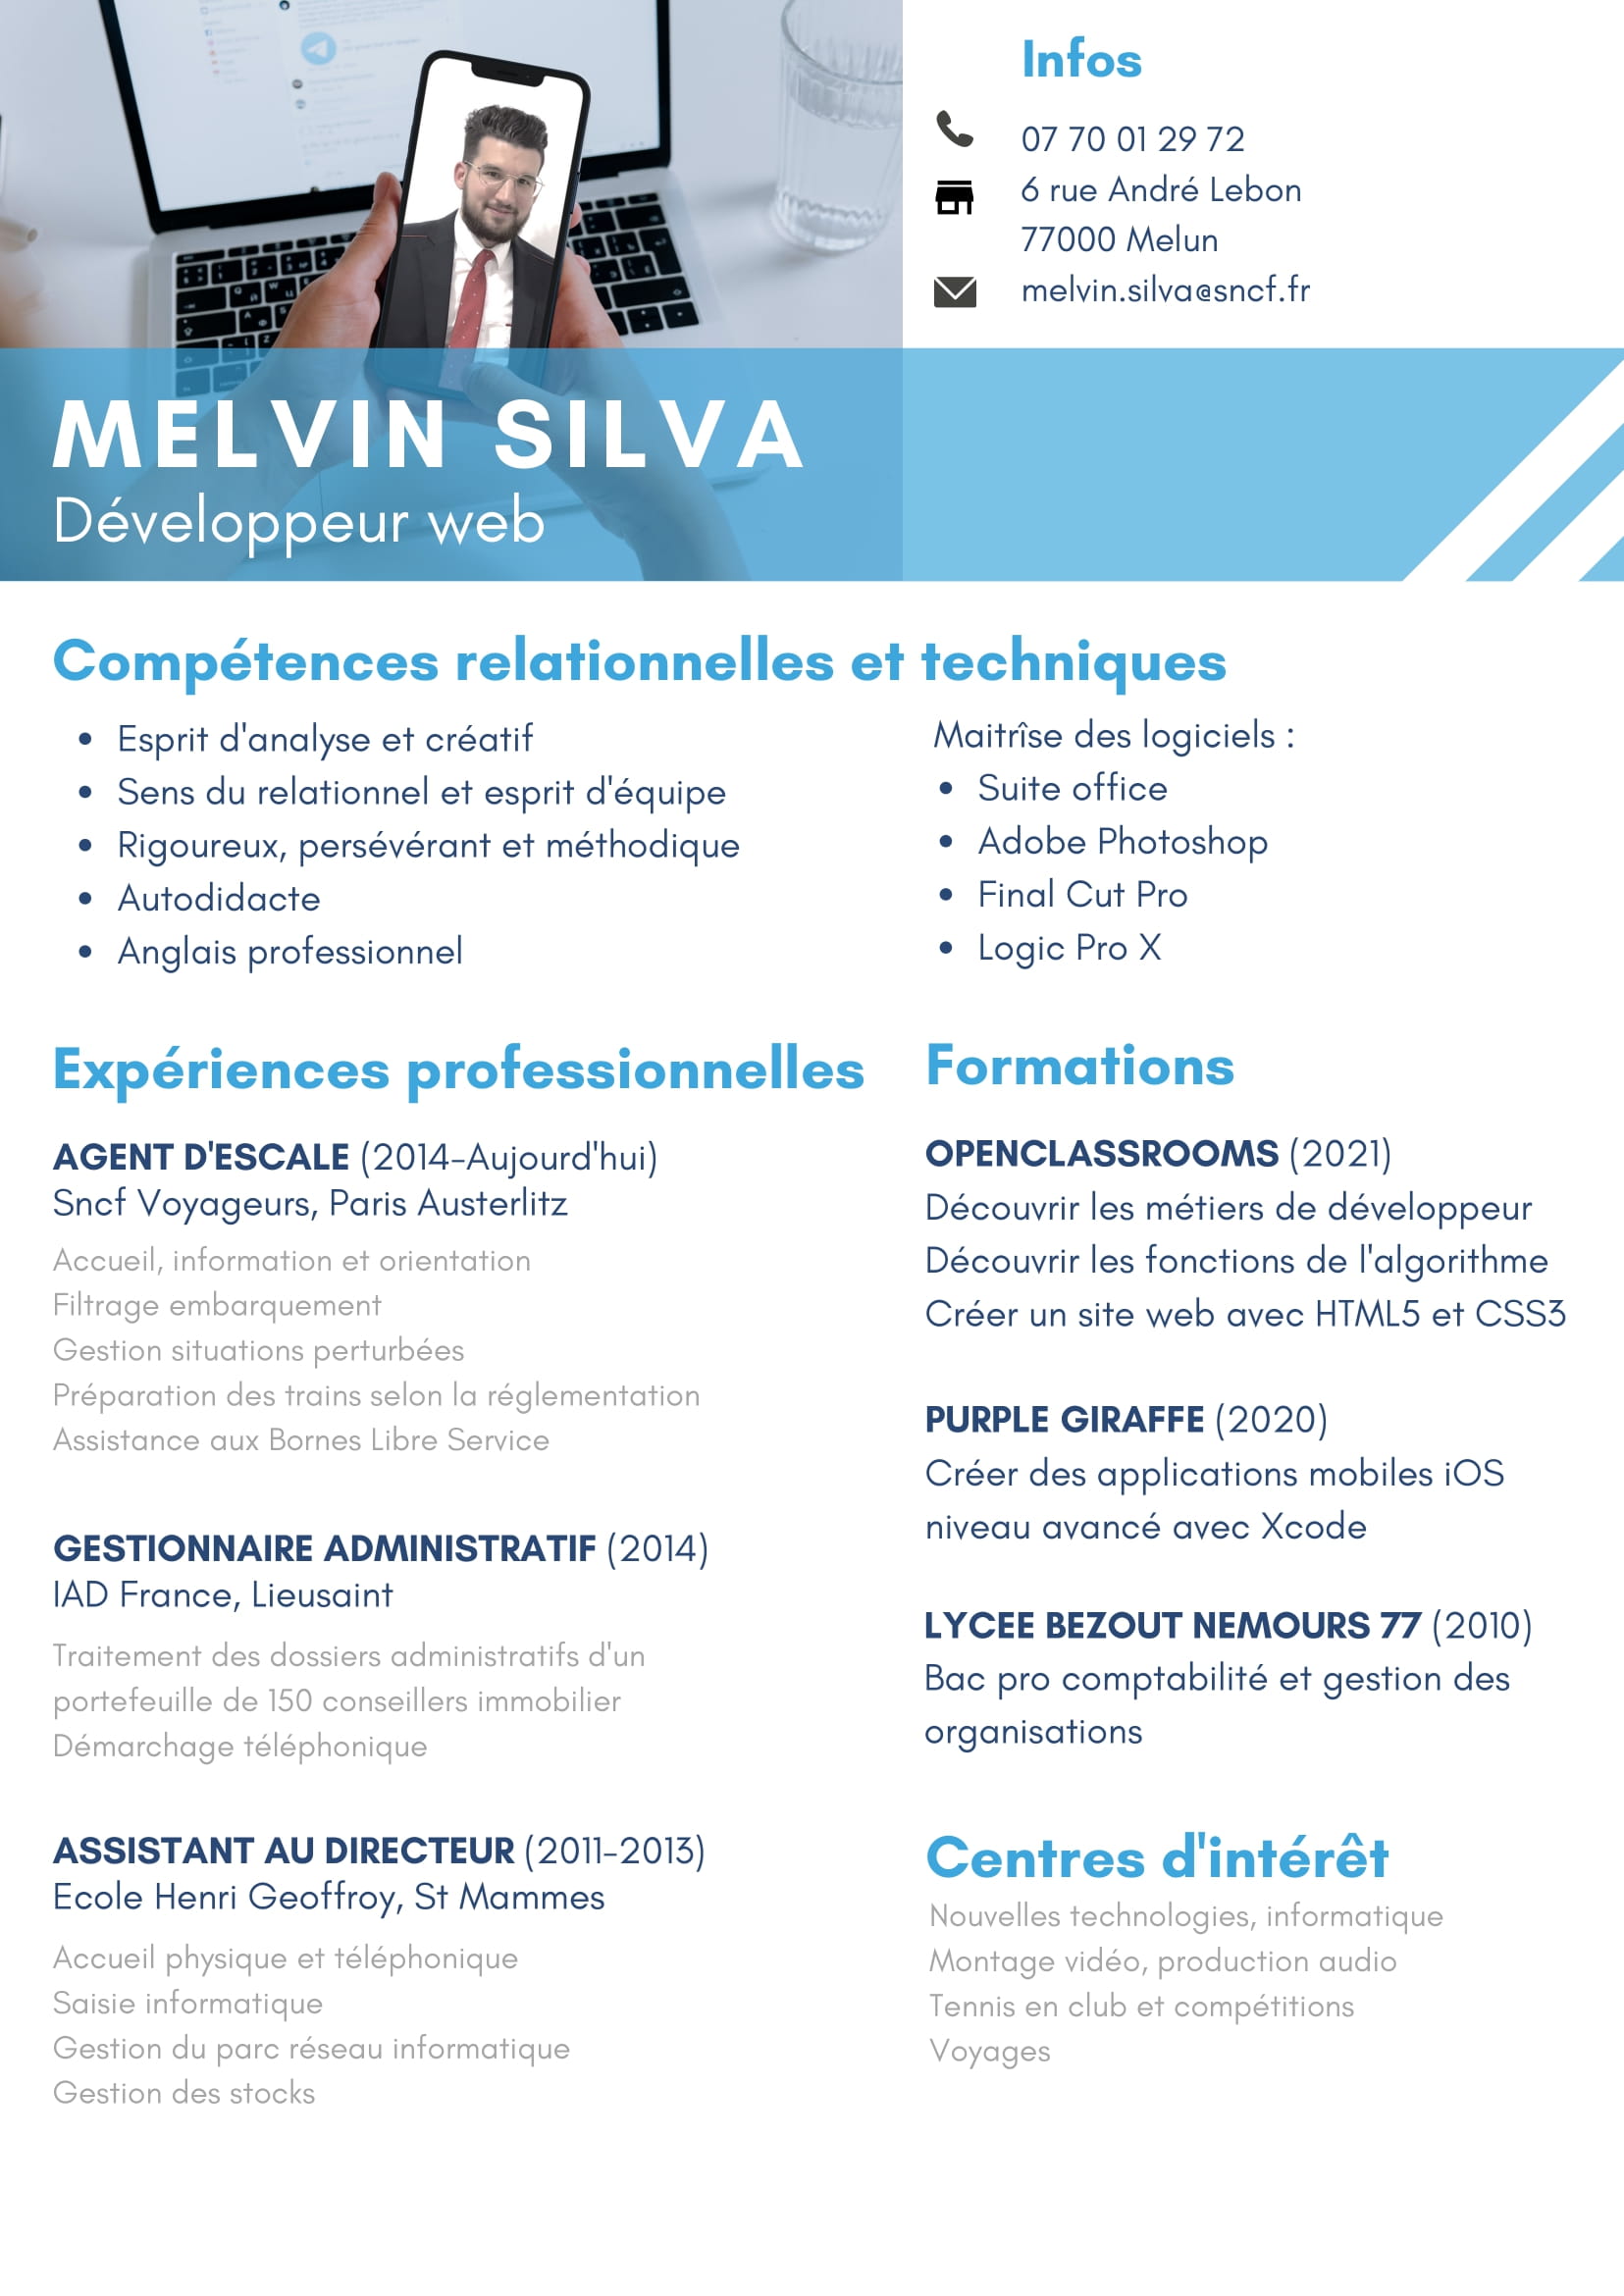 Infos
07 70 01 29 72
6 rue André Lebon
77000 Melun
melvin.silva@sncf.fr
MELVIN SILVA
Développeur web
Compétences relationnelles et techniques
• Esprit d'analyse et créatif
• Sens du relationnel et esprit d'équipe
• Rigoureux, persévérant et méthodique
• Autodidacte
• Anglais professionnel
Maitrîse des logiciels :
• Suite office
• Adobe Photoshop
• Final Cut Pro
• Logic Pro X
Expériences professionnelles
AGENT D'ESCALE (2014-Aujourd'hui)
Sncf Voyageurs, Paris Austerlitz
Accueil, information et orientation
Filtrage embarquement
Gestion situations perturbées
Préparation des trains selon la réglementation
Assistance aux Bornes Libre Service
GESTIONNAIRE ADMINISTRATIF (2014)
IAD France, Lieusaint
Traitement des dossiers administratifs d'un
portefeuille de 150 conseillers immobilier
Démarchage téléphonique
ASSISTANT AU DIRECTEUR (2011-2013)
Ecole Henri Geoffroy, St Mammes
Accueil physique et téléphonique
Saisie informatique
Gestion du parc réseau informatique
Gestion des stocks
Formations
OPENCLASSROOMS (2021)
Découvrir les métiers de développeur
Découvrir les fonctions de l'algorithme
Créer un site web avec HTML5 et CSS3
PURPLE GIRAFFE (2020)
Créer des applications mobiles iOS
niveau avancé avec Xcode
LYCEE BEZOUT NEMOURS 77 (2010)
Bac pro comptabilité et gestion des
organisations
Centres d'intérêt
Nouvelles technologies, informatique
Montage vidéo, production audio
Tennis en club et compétitions
Voyages